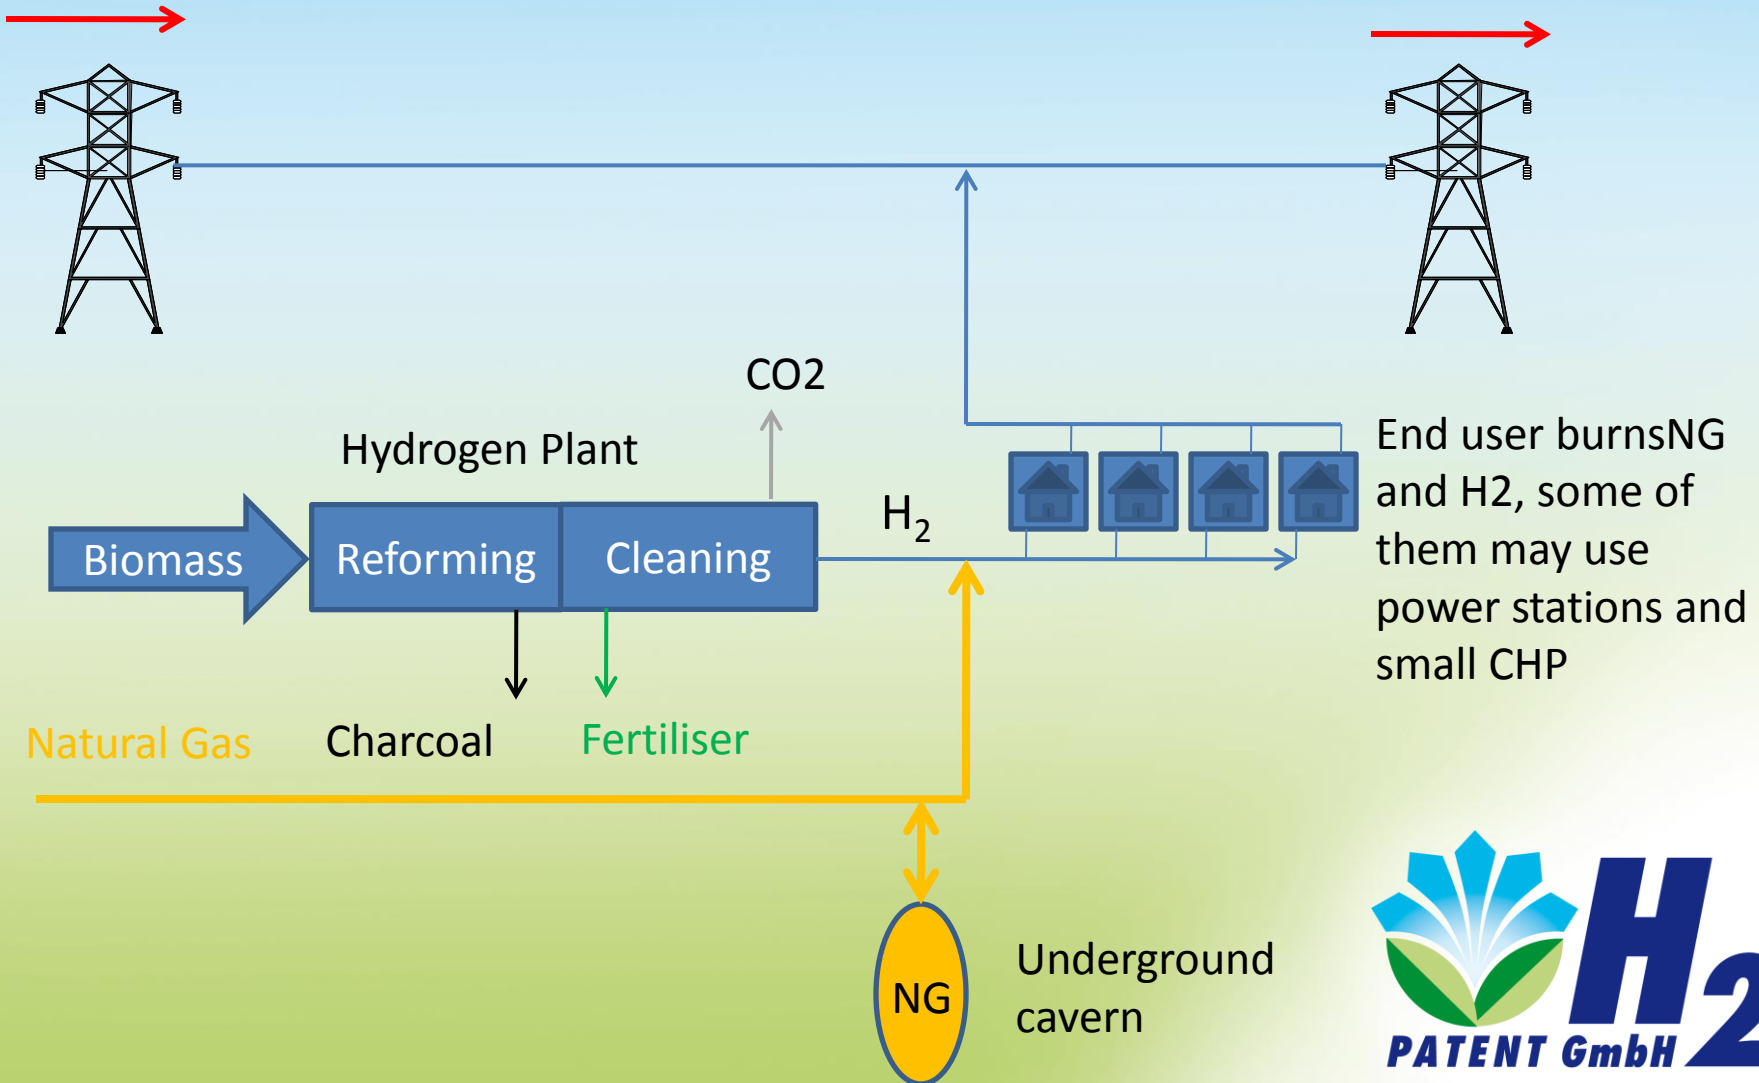 CO2
Hydrogen Plant
Biomass
Reforming
Cleaning
H₂
End user burnsNG
and H2, some of
them may use
power stations and
small CHP
Natural Gas
Charcoal
Fertiliser
NG
Underground
cavern
H2
PATENT GmbH